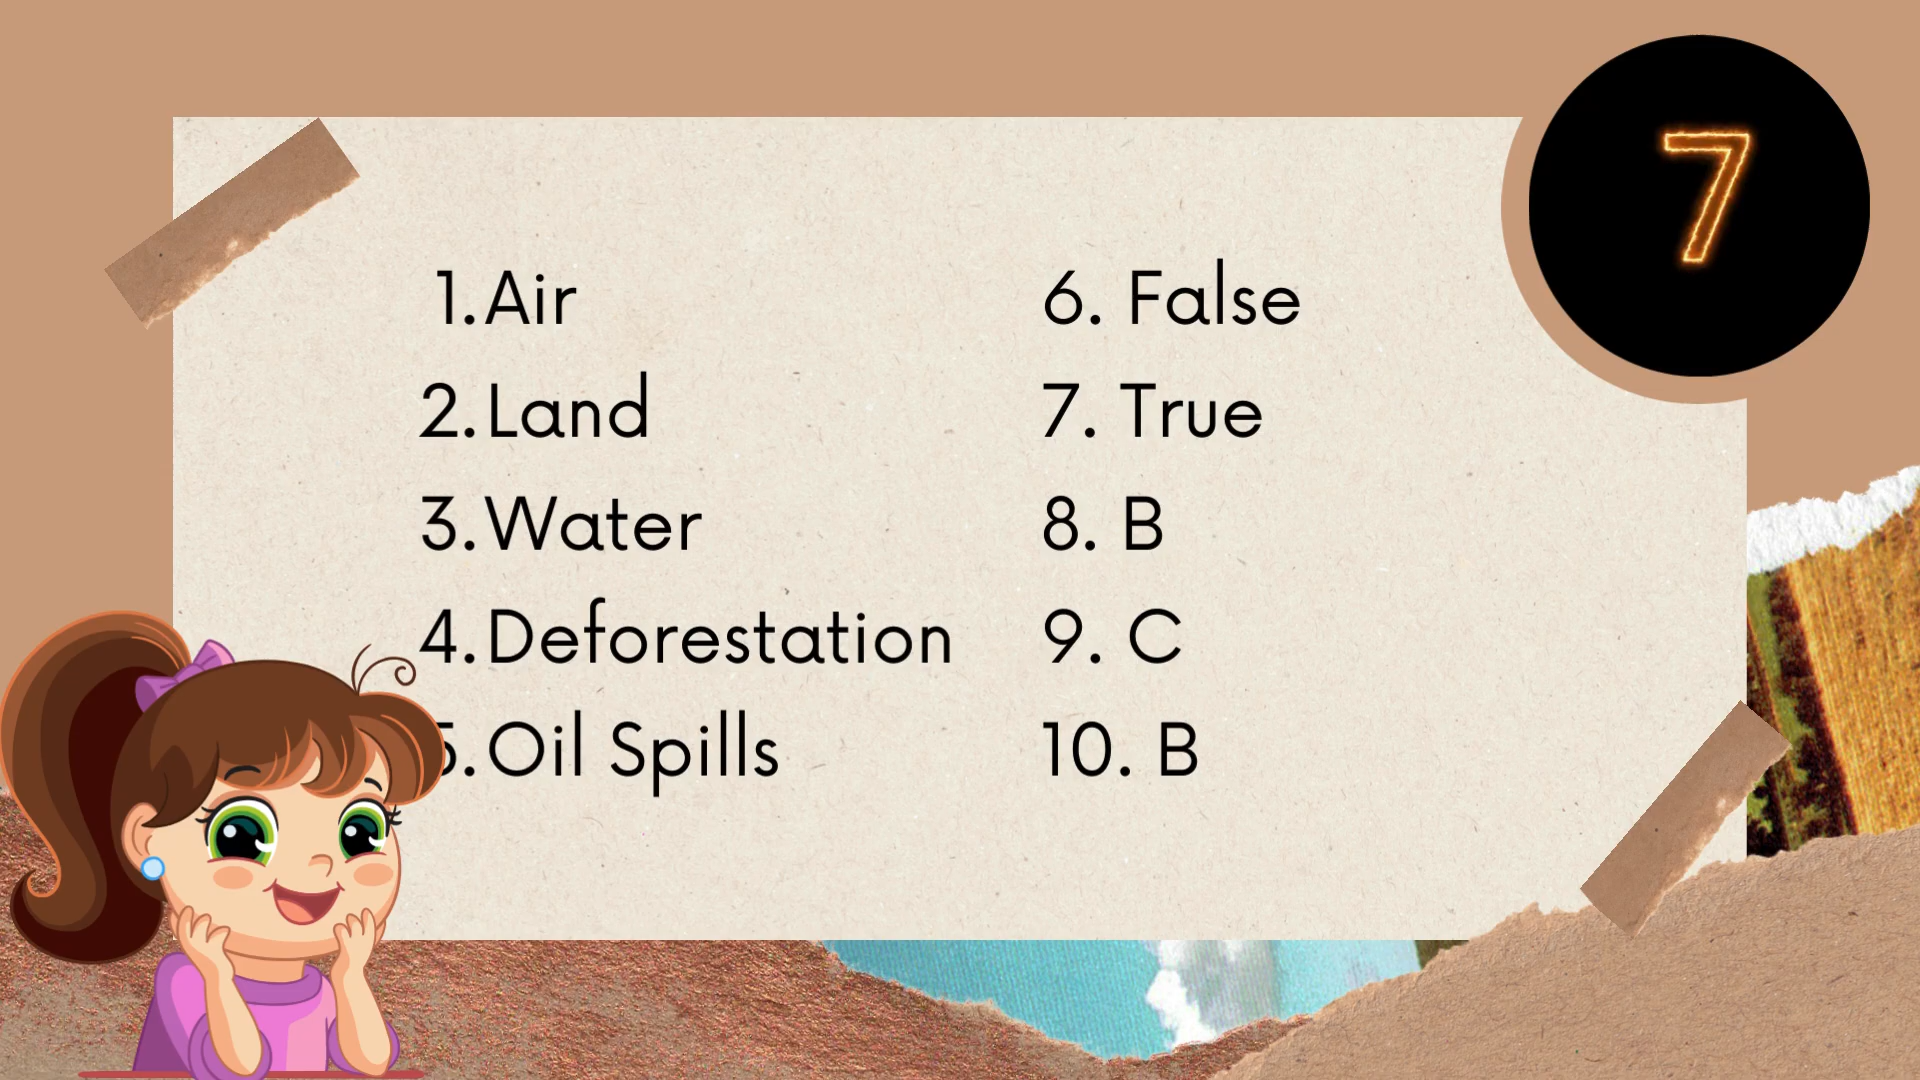 1. Air
2. Land
3. Water
4. Deforestation
5. Oil Spills
6. False
7. True
8. B
9. C
10. B
7